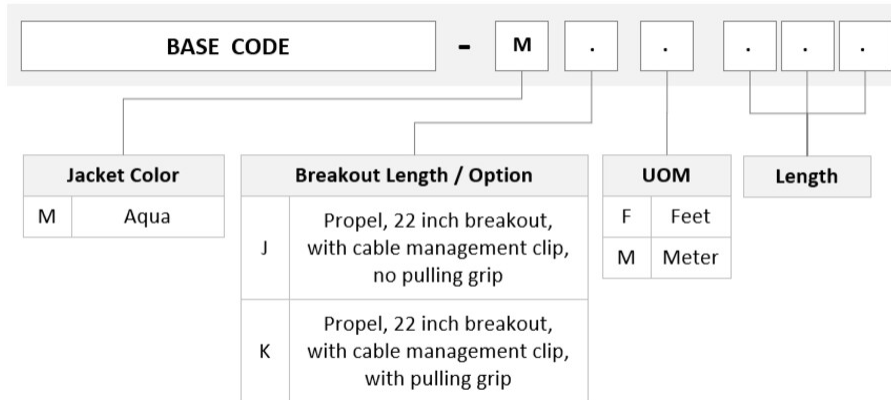 BASE CODE - M . . . . .
Jacket Color
M Aqua
Breakout Length / Option
J Propel, 22 inch breakout,
with cable management clip,
no pulling grip
K Propel, 22 inch breakout,
with cable management clip,
with pulling grip
UOM
F Feet
M Meter
Length